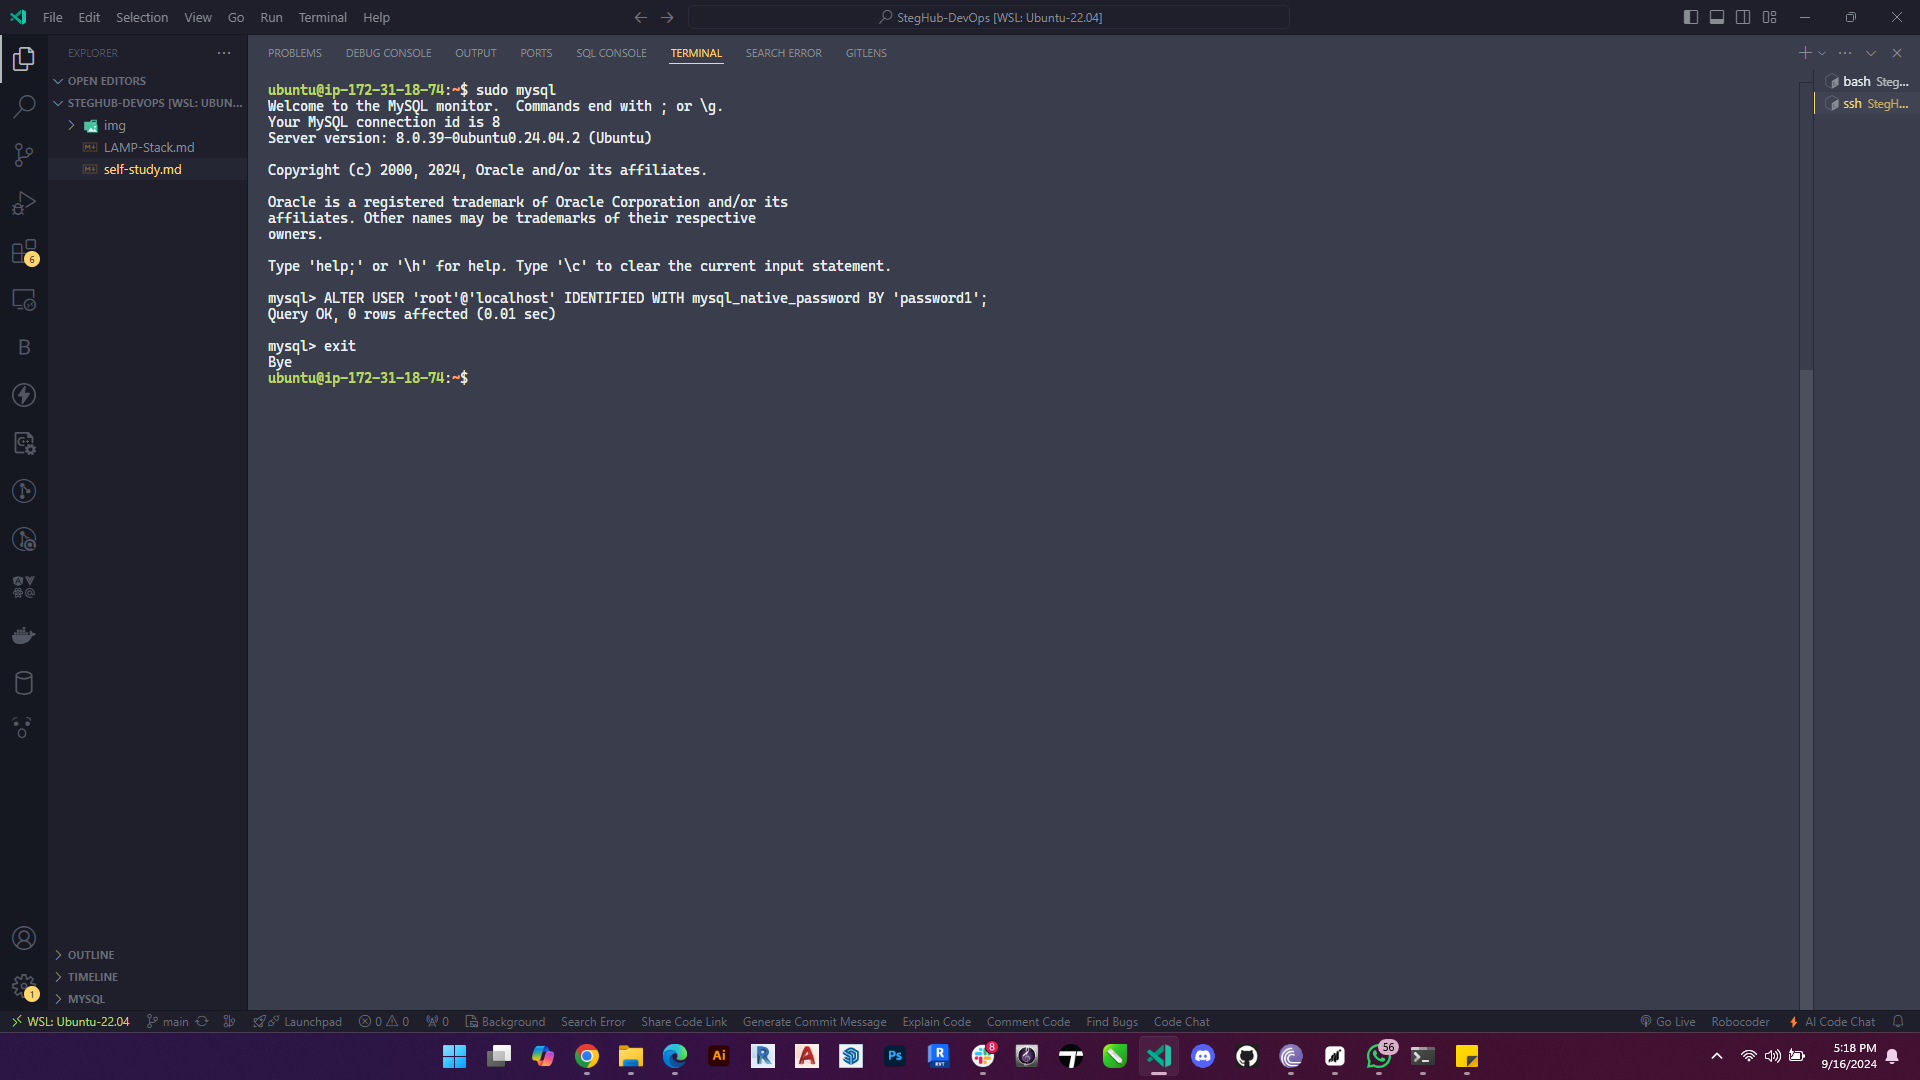 File Edit Selection View Go Run Terminal Help
StegHub-DevOps [WSL: Ubuntu-22.04]
EXPLORER
OPEN EDITORS
STEGHUB-DEVOPS [WSL: UBUN...
img
LAMP-Stack.md
self-study.md
OUTLINE
TIMELINE
MYSQL
PROBLEMS DEBUG CONSOLE OUTPUT PORTS SQL CONSOLE TERMINAL SEARCH ERROR GITLENS
ubuntu@ip-172-31-18-74:~$ sudo mysql
Welcome to the MySQL monitor.  Commands end with ; or \g.
Your MySQL connection id is 8
Server version: 8.0.39-0ubuntu0.24.04.2 (Ubuntu)
Copyright (c) 2000, 2024, Oracle and/or its affiliates.
Oracle is a registered trademark of Oracle Corporation and/or its
affiliates. Other names may be trademarks of their respective
owners.
Type 'help;' or '\h' for help. Type '\c' to clear the current input statement.
mysql> ALTER USER 'root'@'localhost' IDENTIFIED WITH mysql_native_password BY 'password1';
Query OK, 0 rows affected (0.01 sec)
mysql> exit
Bye
ubuntu@ip-172-31-18-74:~$
bash Steg...
ssh StegH...
6
B
1
WSL: Ubuntu-22.04 main Launchpad 0 0 0 Background Search Error Share Code Link Generate Commit Message Explain Code Comment Code Find Bugs Code Chat Go Live Robocoder AI Code Chat
Ai R A Ps R RVT 8 56
5:18 PM
9/16/2024